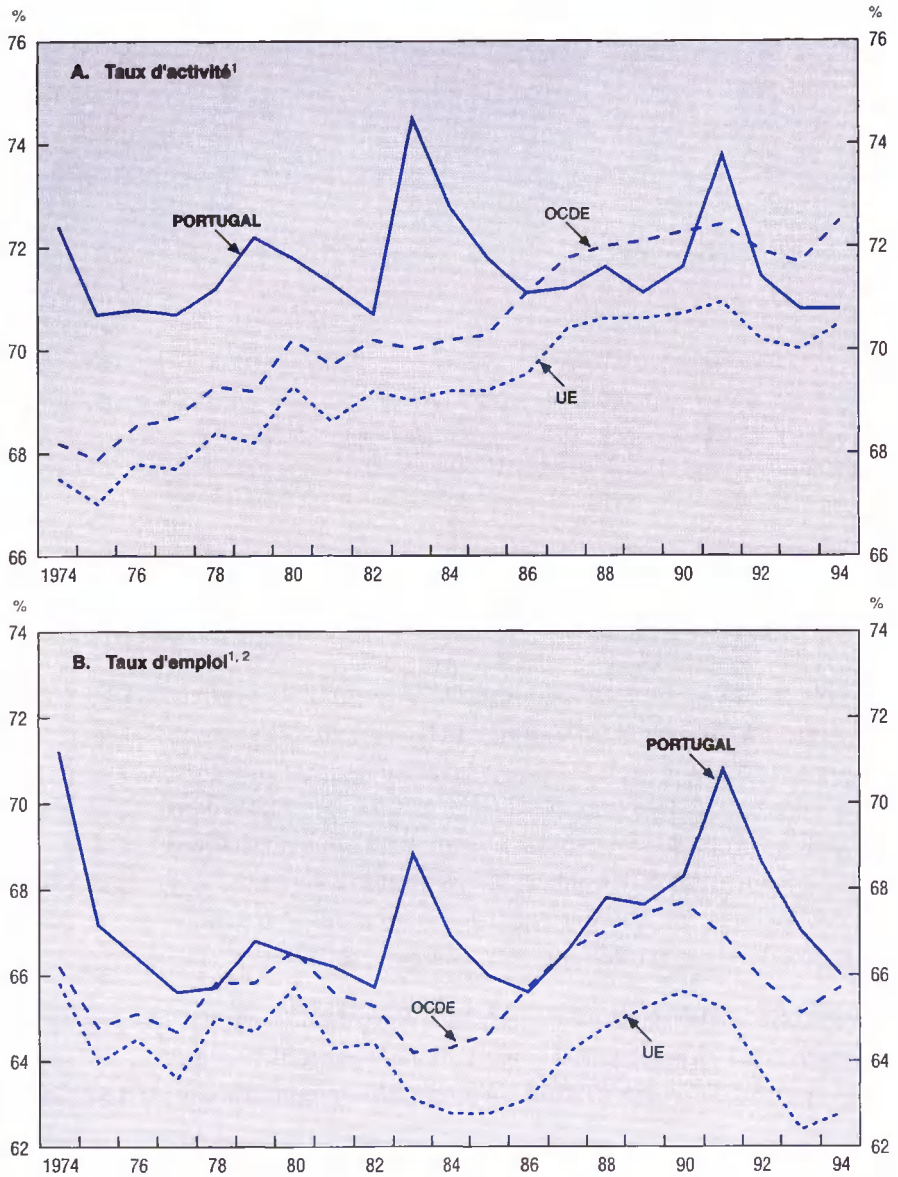 % %
76 76
A. Taux d'activité¹
74 74
OCDE
PORTUGAL
72 72
70 70
UE
68 68
66 66
1974 76 78 80 82 84 86 88 90 92 94
% %
74 74
B. Taux d'emploi¹, ²
72 72
PORTUGAL
70 70
68 68
66 66
OCDE
UE
64 64
62 62
1974 76 78 80 82 84 86 88 90 92 94